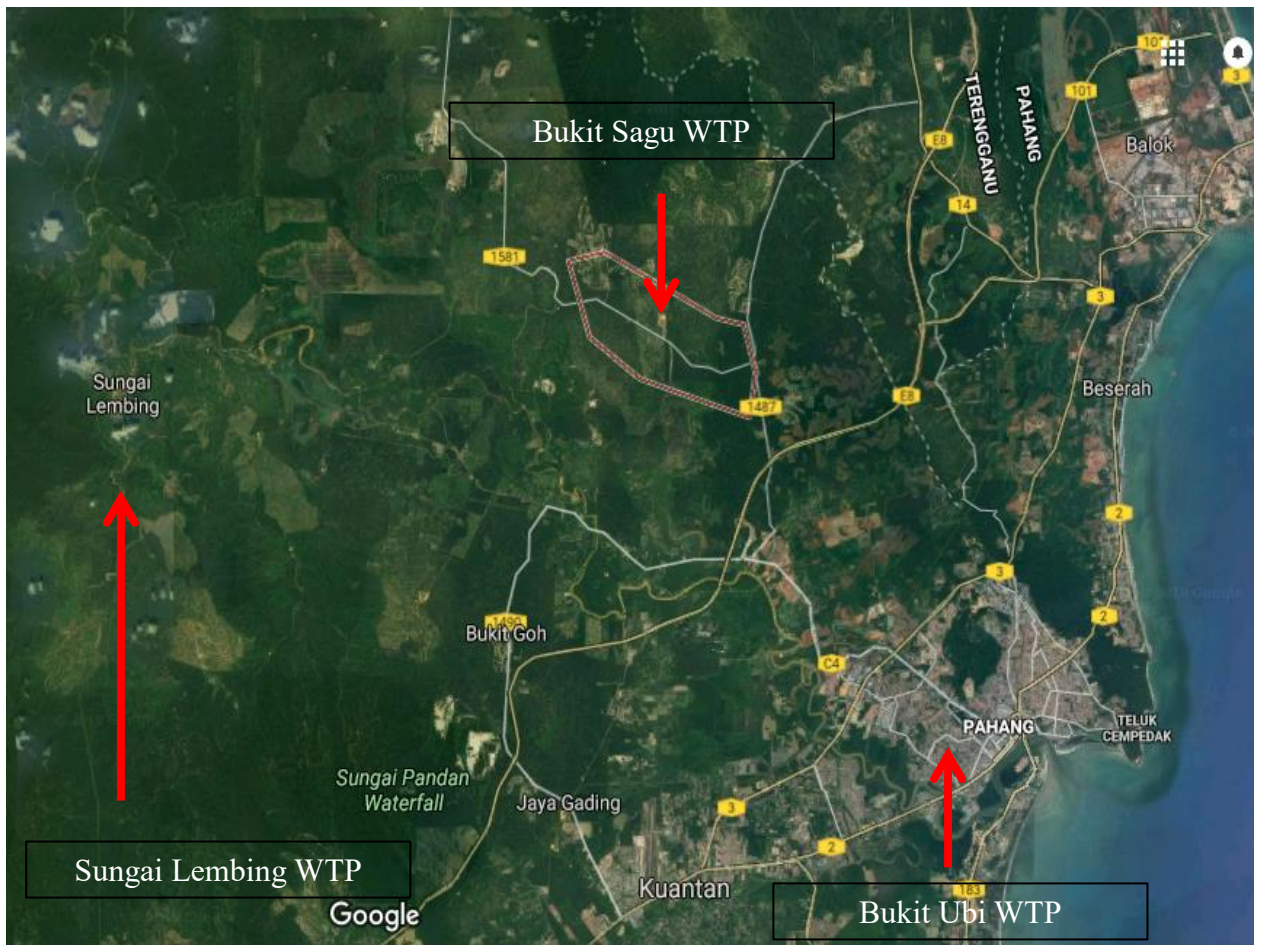 101
3
TERENGGANU
PAHANG
101
Bukit Sagu WTP
E8
Balok
14
1581
3
Sungai
Lembing
E8
Beserah
1487
2
3
2
1490
Bukit Goh
C4
PAHANG
TELUK
CEMPEDAK
Sungai Pandan
Waterfall
Jaya Gading
3
2
Sungai Lembing WTP
Kuantan
183
Google
Bukit Ubi WTP